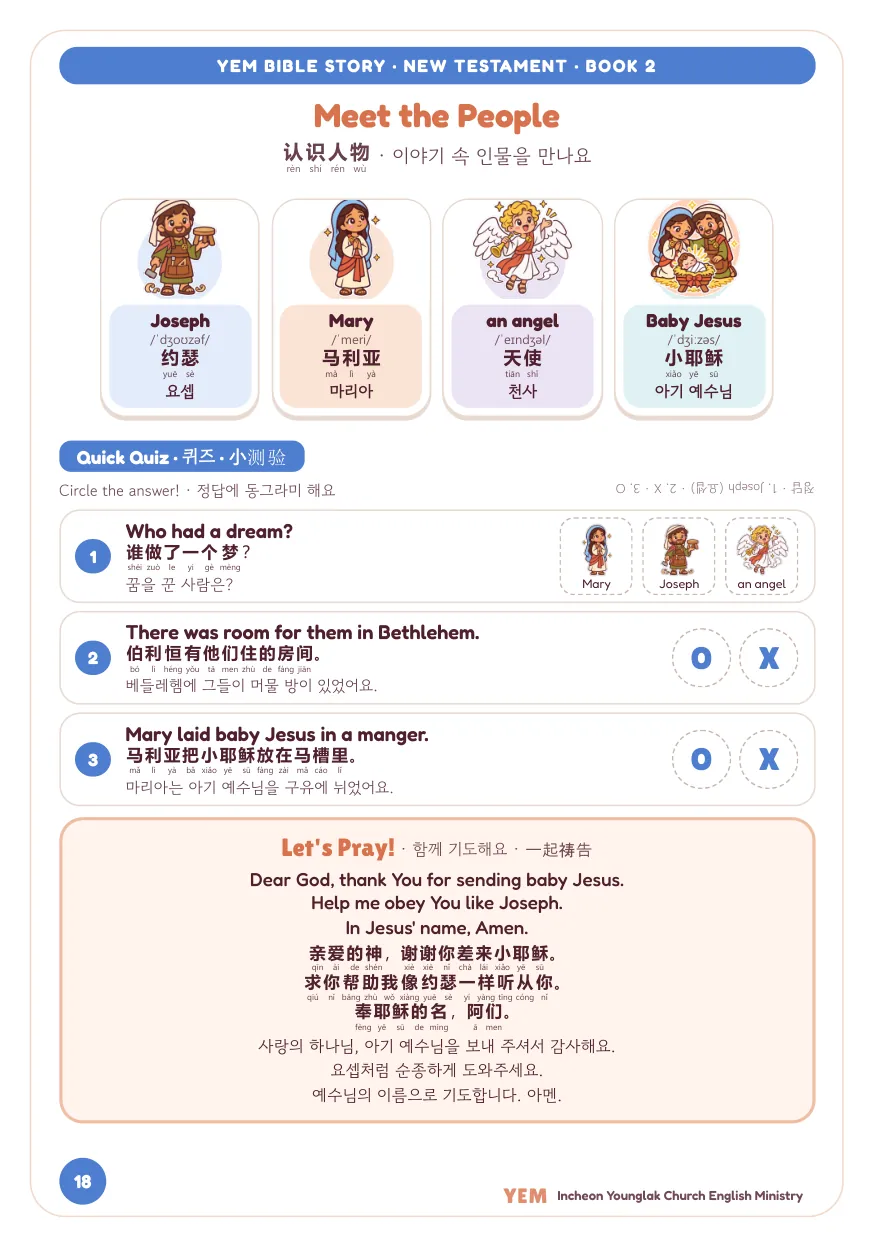 YEM BIBLE STORY · NEW TESTAMENT · BOOK 2
Meet the People
认识人物 · 이야기 속 인물을 만나요
rèn shi rén wù
Joseph
/ˈdʒoʊzəf/
约瑟
yuē sè
요셉
Mary
/ˈmeri/
马利亚
mǎ lì yà
마리아
an angel
/ˈeɪndʒəl/
天使
tiān shǐ
천사
Baby Jesus
/ˈdʒiːzəs/
小耶稣
xiǎo yē sū
아기 예수님
Quick Quiz · 퀴즈 · 小测验
Circle the answer! · 정답에 동그라미 해요
정답 · 1. Joseph (요셉) · 2. X · 3. O
1
Who had a dream?
谁做了一个梦？
shéi zuò le yí gè mèng
꿈을 꾼 사람은?
Mary
Joseph
an angel
2
There was room for them in Bethlehem.
伯利恒有他们住的房间。
bó lì héng yǒu tā men zhù de fáng jiān
베들레헴에 그들이 머물 방이 있었어요.
O X
3
Mary laid baby Jesus in a manger.
马利亚把小耶稣放在马槽里。
mǎ lì yà bǎ xiǎo yē sū fàng zài mǎ cáo lǐ
마리아는 아기 예수님을 구유에 뉘었어요.
O X
Let's Pray! · 함께 기도해요 · 一起祷告
Dear God, thank You for sending baby Jesus.
Help me obey You like Joseph.
In Jesus' name, Amen.
亲爱的神，谢谢你差来小耶稣。
qīn ài de shén xiè xiè nǐ chà lái xiǎo yē sū
求你帮助我像约瑟一样听从你。
qiú nǐ bāng zhù wǒ xiàng yuē sè yí yàng tīng cóng nǐ
奉耶稣的名，阿们。
fèng yē sū de míng ā men
사랑의 하나님, 아기 예수님을 보내 주셔서 감사해요.
요셉처럼 순종하게 도와주세요.
예수님의 이름으로 기도합니다. 아멘.
18
YEM Incheon Younglak Church English Ministry